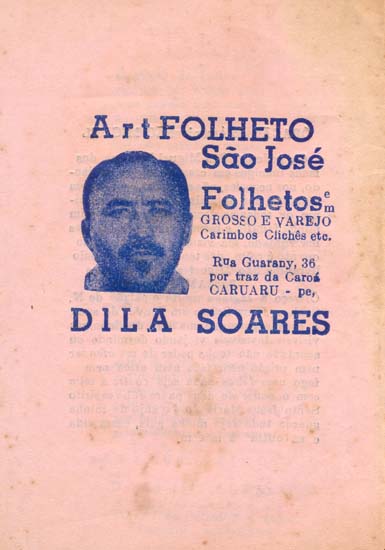 Art FOLHETO
São José
Folhetos em
GROSSO E VAREJO
Carimbos Clichês etc.
Rua Guarany, 36
por traz da Caroá
CARUARU - pe,
DILA SOARES